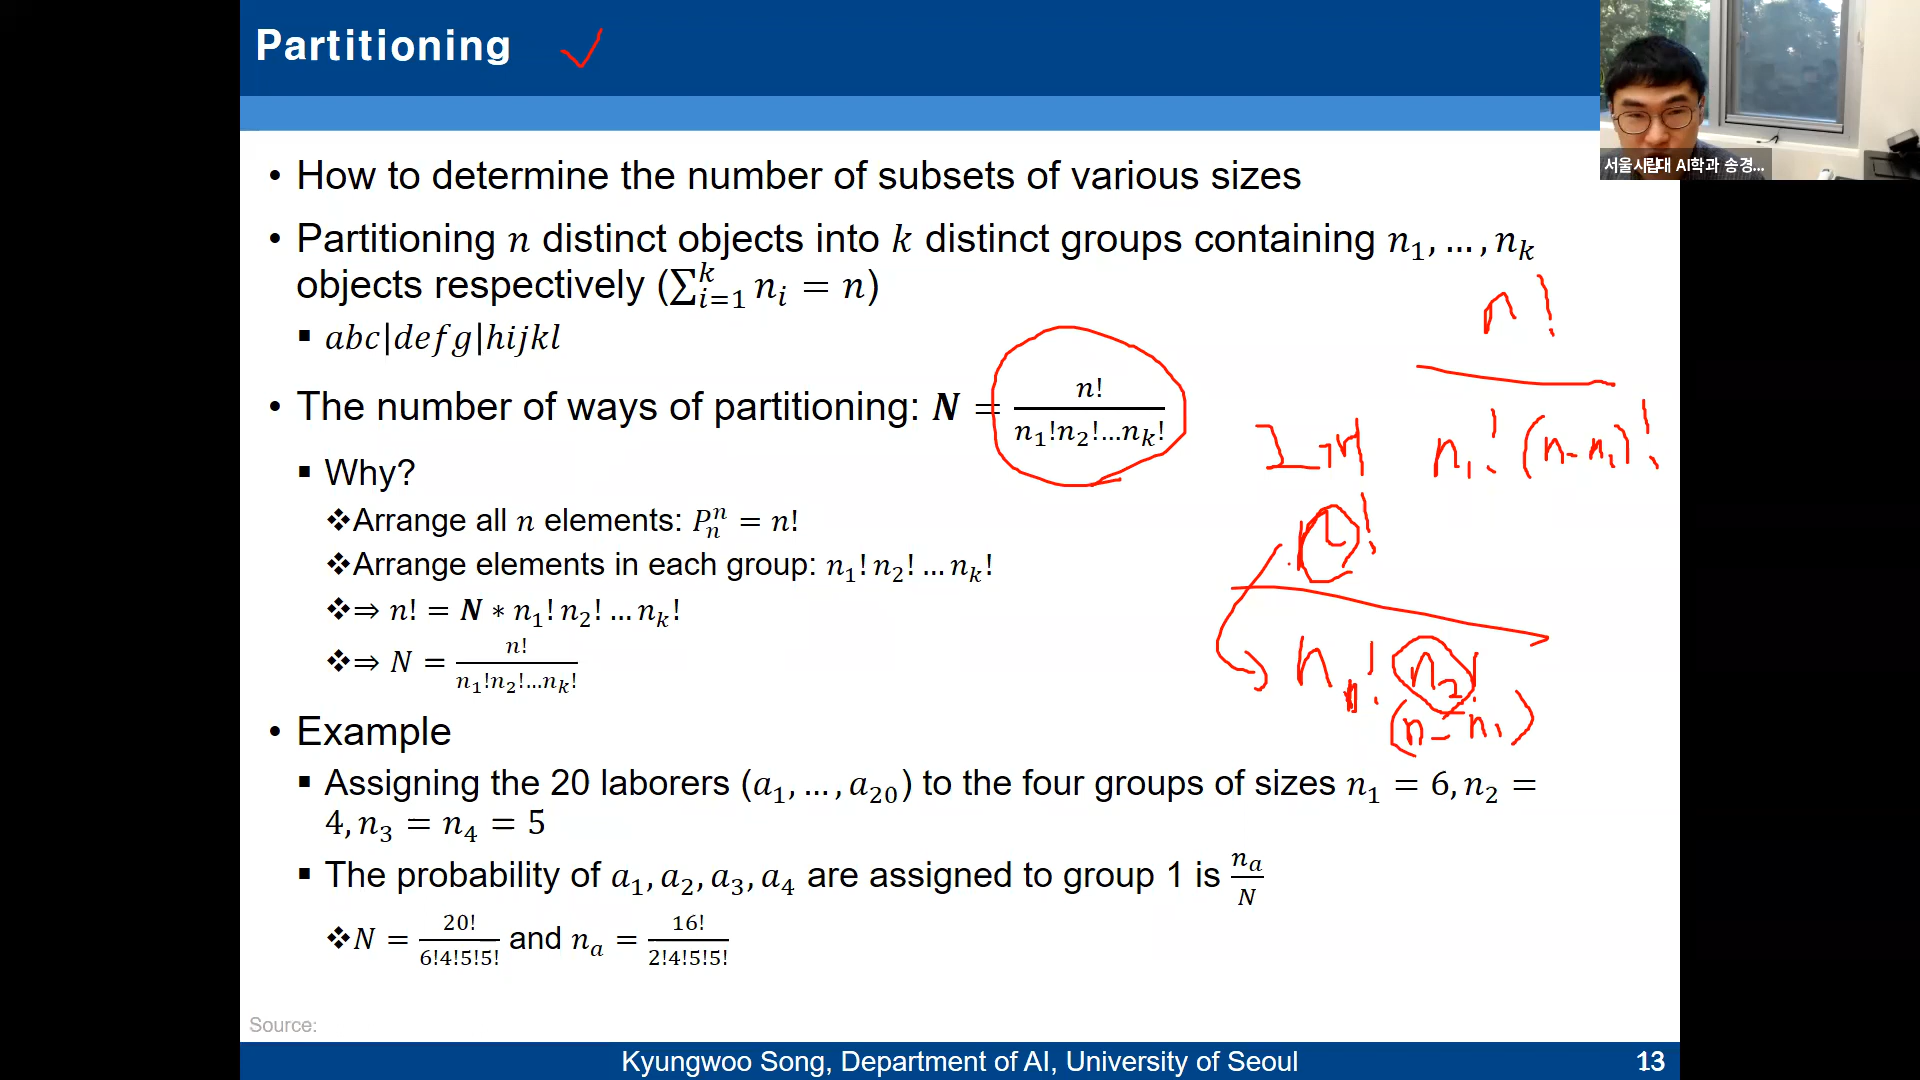 Partitioning
서울시립대 AI학과 송경...
• How to determine the number of subsets of various sizes
• Partitioning n distinct objects into k distinct groups containing n₁, … , nₖ
objects respectively (∑ᵢ₌₁ᵏ nᵢ = n)
▪ abc|defg|hijkl
• The number of ways of partitioning: N = n!/(n₁!n₂!…nₖ!)
▪ Why?
❖Arrange all n elements: Pₙⁿ = n!
❖Arrange elements in each group: n₁! n₂! … nₖ!
❖⇒ n! = N ∗ n₁! n₂! … nₖ!
❖⇒ N = n!/(n₁!n₂!…nₖ!)
• Example
▪ Assigning the 20 laborers (a₁, … , a₂₀) to the four groups of sizes n₁ = 6, n₂ =
4, n₃ = n₄ = 5
▪ The probability of a₁, a₂, a₃, a₄ are assigned to group 1 is nₐ/N
❖N = 20!/(6!4!5!5!) and nₐ = 16!/(2!4!5!5!)
n!
n₁! (n-n₁)!
n₂!
(n-n₁)
Source:
Kyungwoo Song, Department of AI, University of Seoul
13